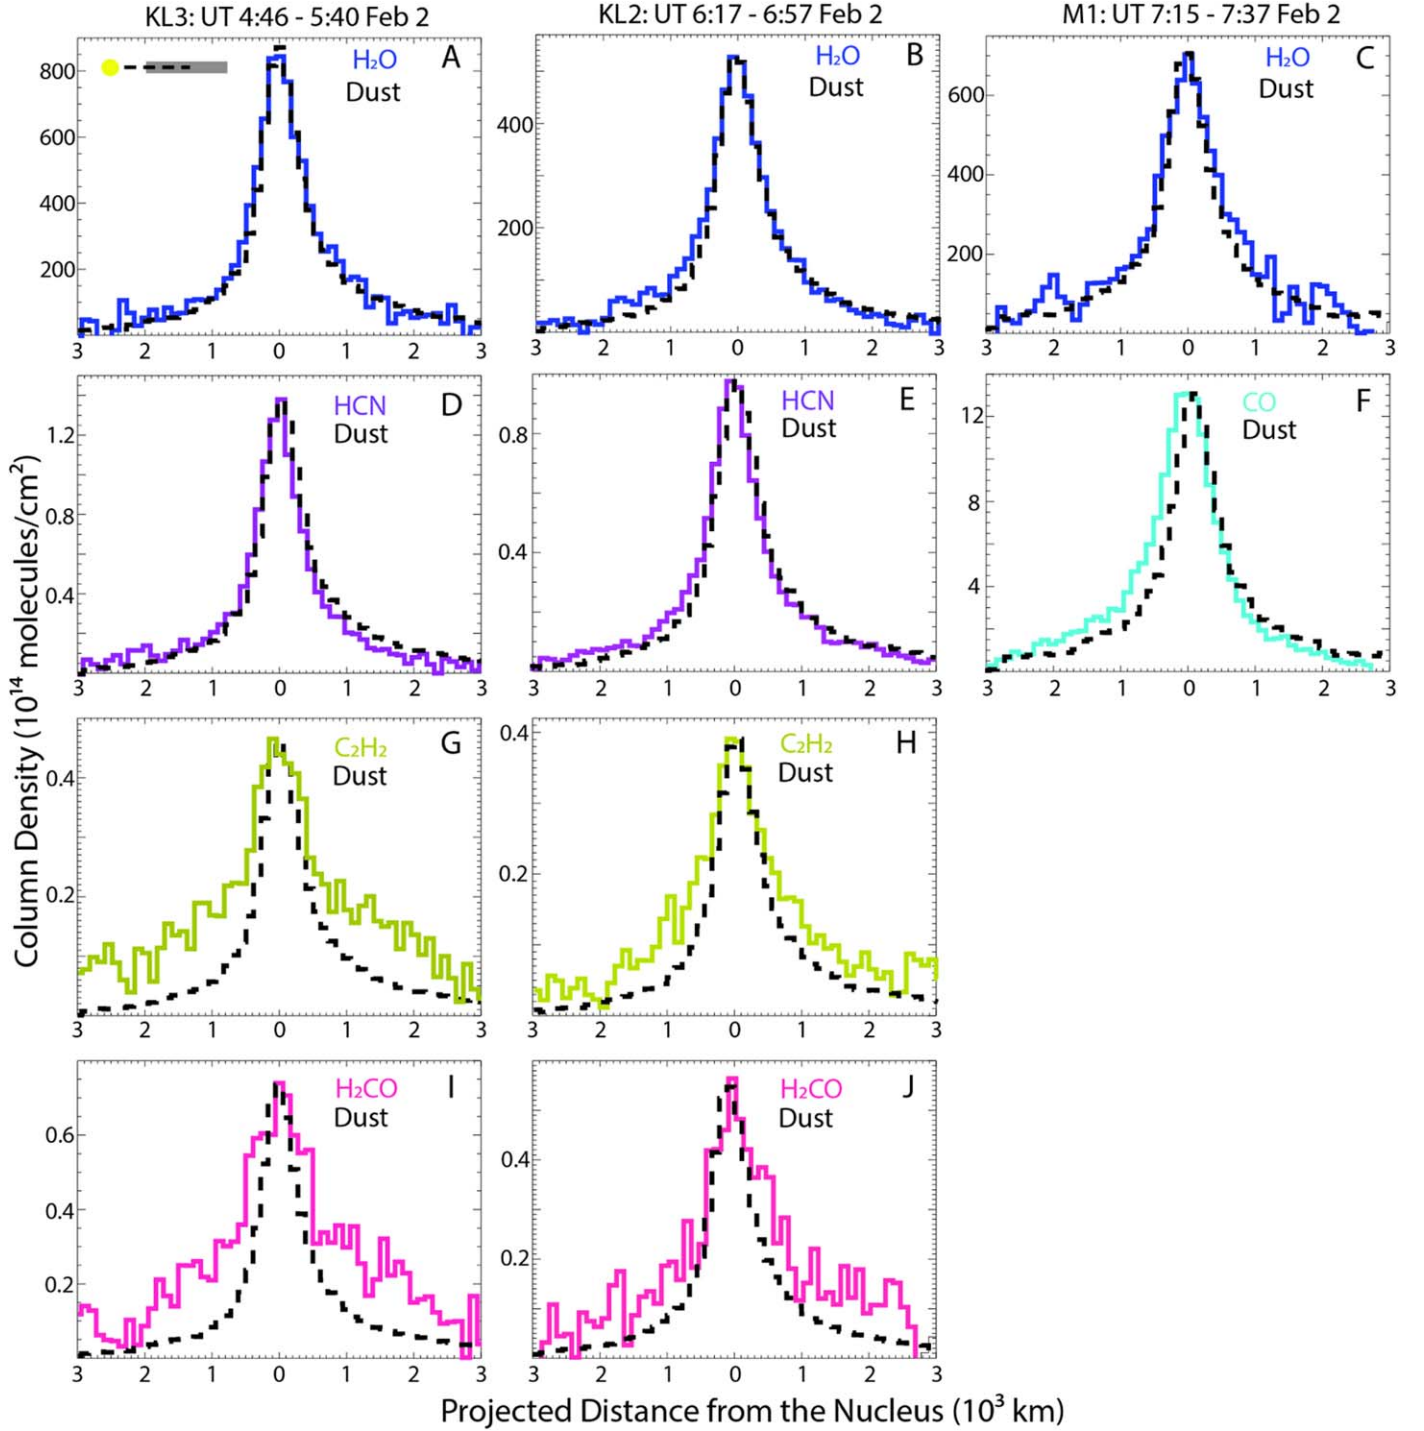 KL3: UT 4:46 - 5:40 Feb 2
KL2: UT 6:17 - 6:57 Feb 2
M1: UT 7:15 - 7:37 Feb 2
A
H₂O
Dust
800
600
400
200
3 2 1 0 1 2 3
B
H₂O
Dust
400
200
3 2 1 0 1 2 3
C
H₂O
Dust
600
400
200
3 2 1 0 1 2 3
D
HCN
Dust
1.2
0.8
0.4
3 2 1 0 1 2 3
E
HCN
Dust
0.8
0.4
3 2 1 0 1 2 3
F
CO
Dust
12
8
4
3 2 1 0 1 2 3
G
C₂H₂
Dust
0.4
0.2
3 2 1 0 1 2 3
H
C₂H₂
Dust
0.4
0.2
3 2 1 0 1 2 3
I
H₂CO
Dust
0.6
0.4
0.2
3 2 1 0 1 2 3
J
H₂CO
Dust
0.4
0.2
3 2 1 0 1 2 3
Column Density (10¹⁴ molecules/cm²)
Projected Distance from the Nucleus (10³ km)